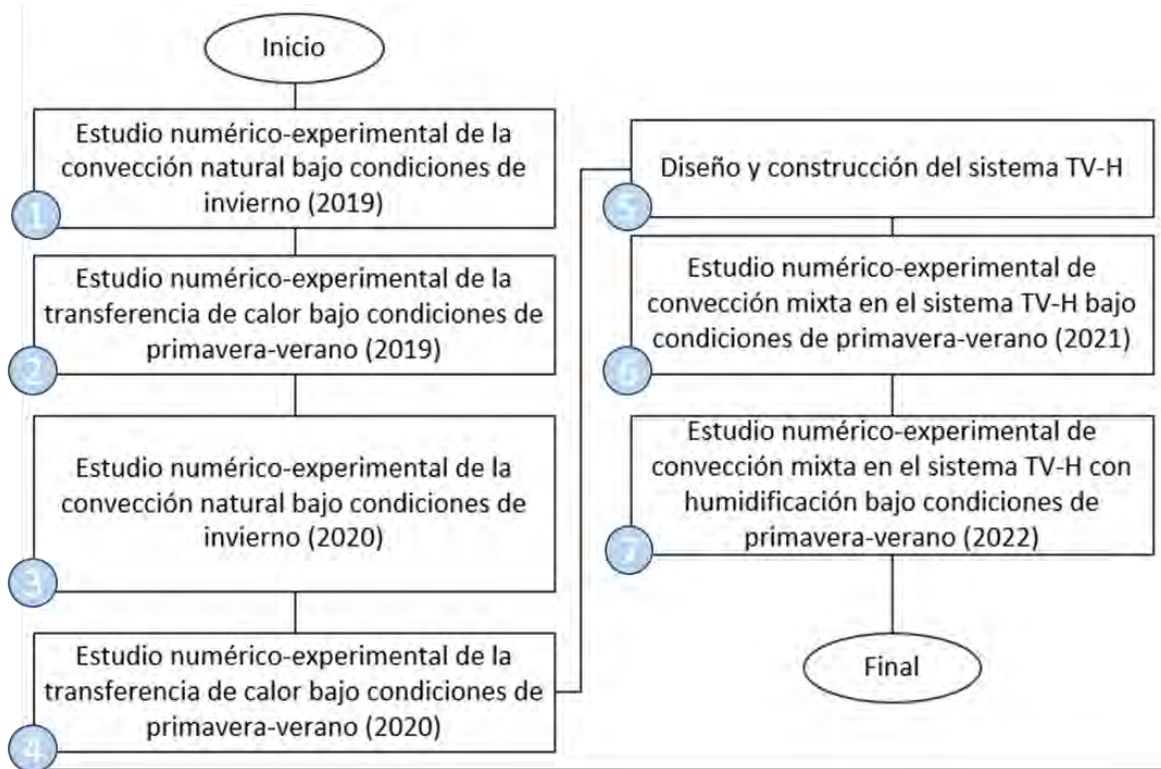 Inicio
Estudio numérico-experimental de la
convección natural bajo condiciones de
invierno (2019)
1
Estudio numérico-experimental de la
transferencia de calor bajo condiciones de
primavera-verano (2019)
2
Estudio numérico-experimental de la
convección natural bajo condiciones de
invierno (2020)
3
Estudio numérico-experimental de la
transferencia de calor bajo condiciones de
primavera-verano (2020)
4
Diseño y construcción del sistema TV-H
5
Estudio numérico-experimental de
convección mixta en el sistema TV-H bajo
condiciones de primavera-verano (2021)
6
Estudio numérico-experimental de
convección mixta en el sistema TV-H con
humidificación bajo condiciones de
primavera-verano (2022)
7
Final